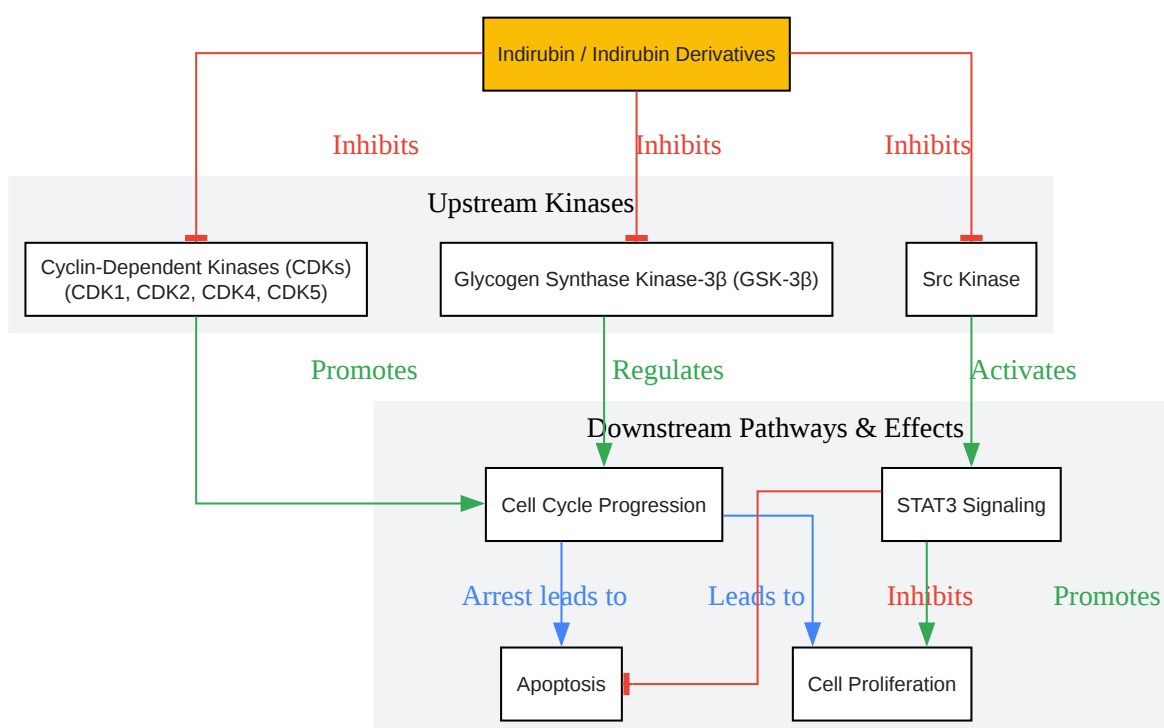 Indirubin / Indirubin Derivatives
Inhibits
Inhibits
Inhibits
Upstream Kinases
Cyclin-Dependent Kinases (CDKs)
(CDK1, CDK2, CDK4, CDK5)
Glycogen Synthase Kinase-3β (GSK-3β)
Src Kinase
Promotes
Regulates
Activates
Downstream Pathways & Effects
Cell Cycle Progression
STAT3 Signaling
Arrest leads to
Leads to
Inhibits
Promotes
Apoptosis
Cell Proliferation